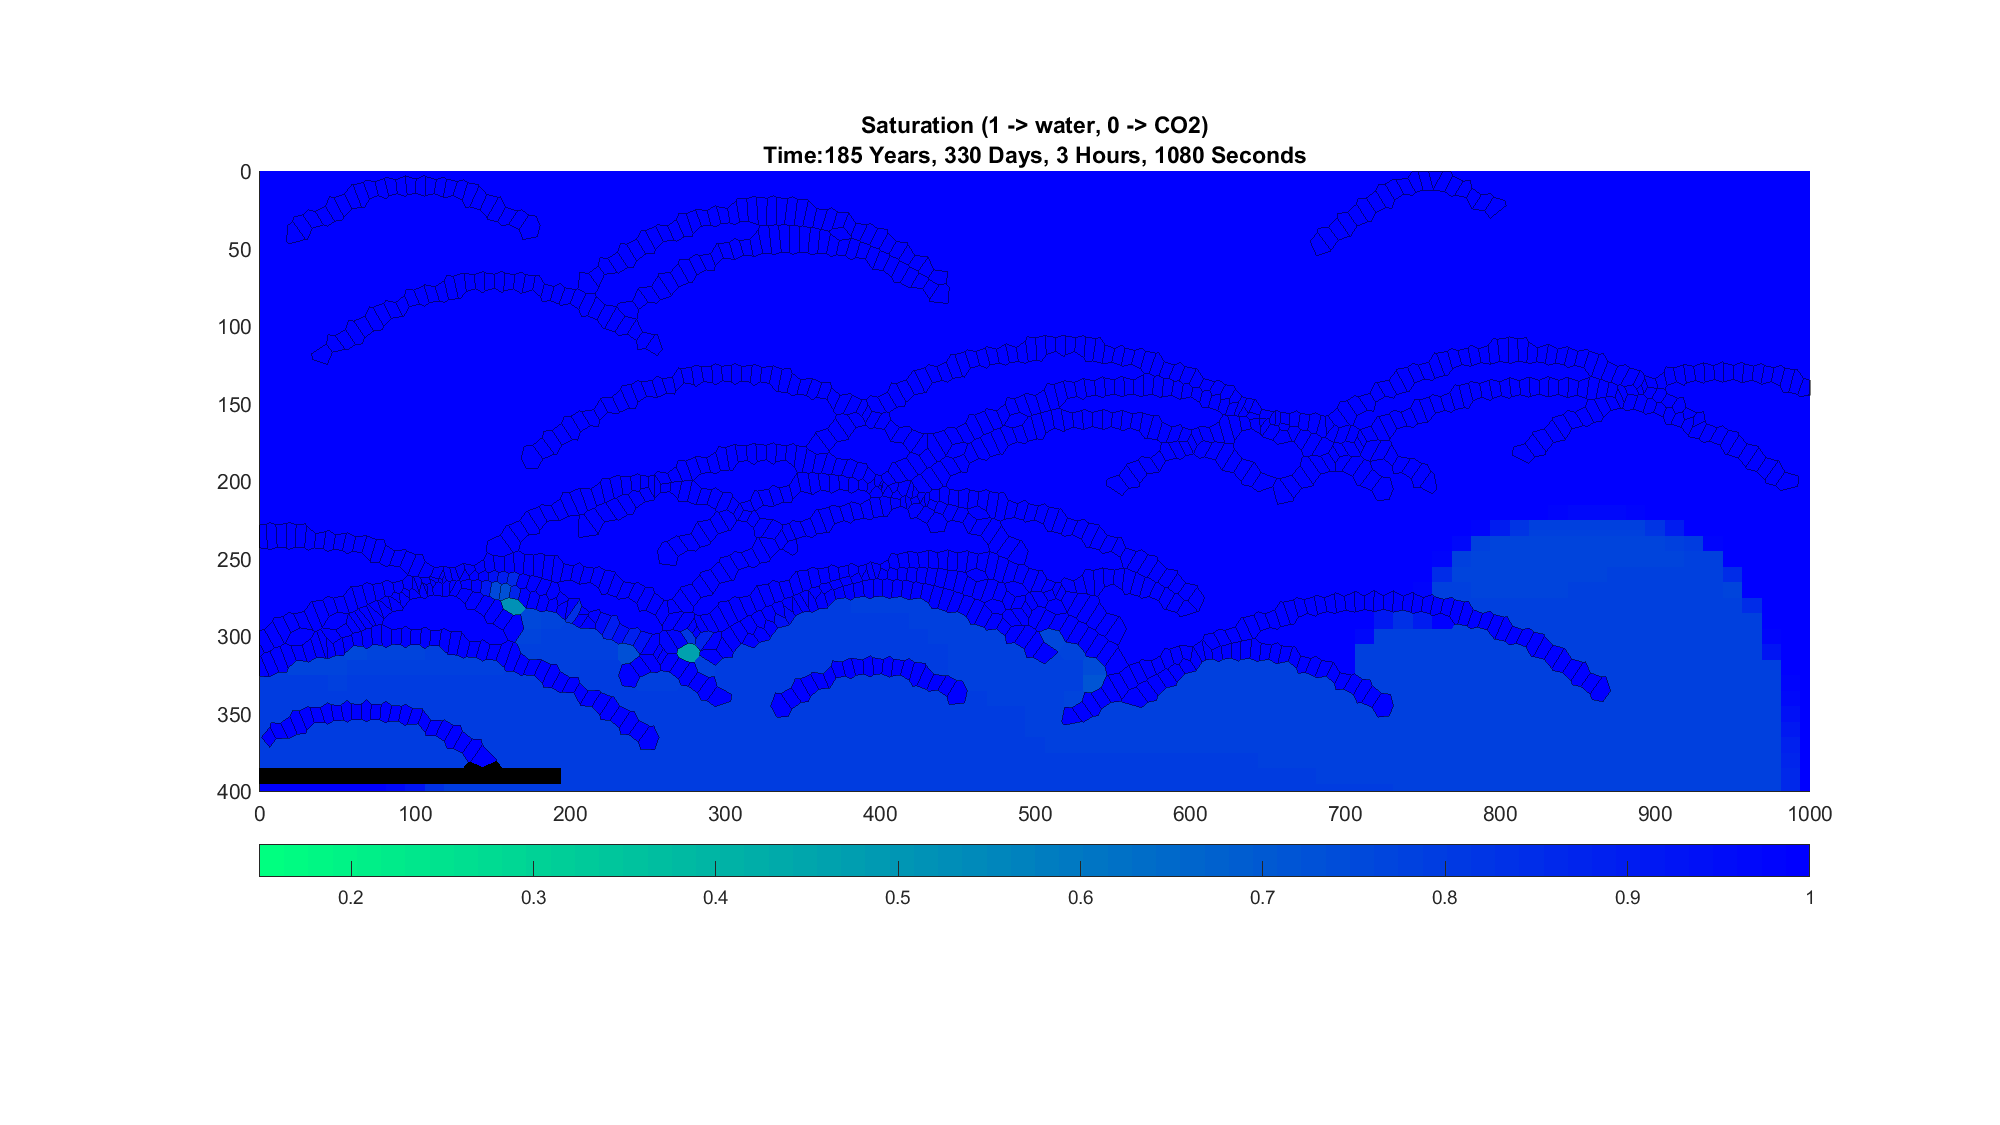 Saturation (1 -> water, 0 -> CO2)
Time:185 Years, 330 Days, 3 Hours, 1080 Seconds
0
50
100
150
200
250
300
350
400
0 100 200 300 400 500 600 700 800 900 1000
0.2 0.3 0.4 0.5 0.6 0.7 0.8 0.9 1